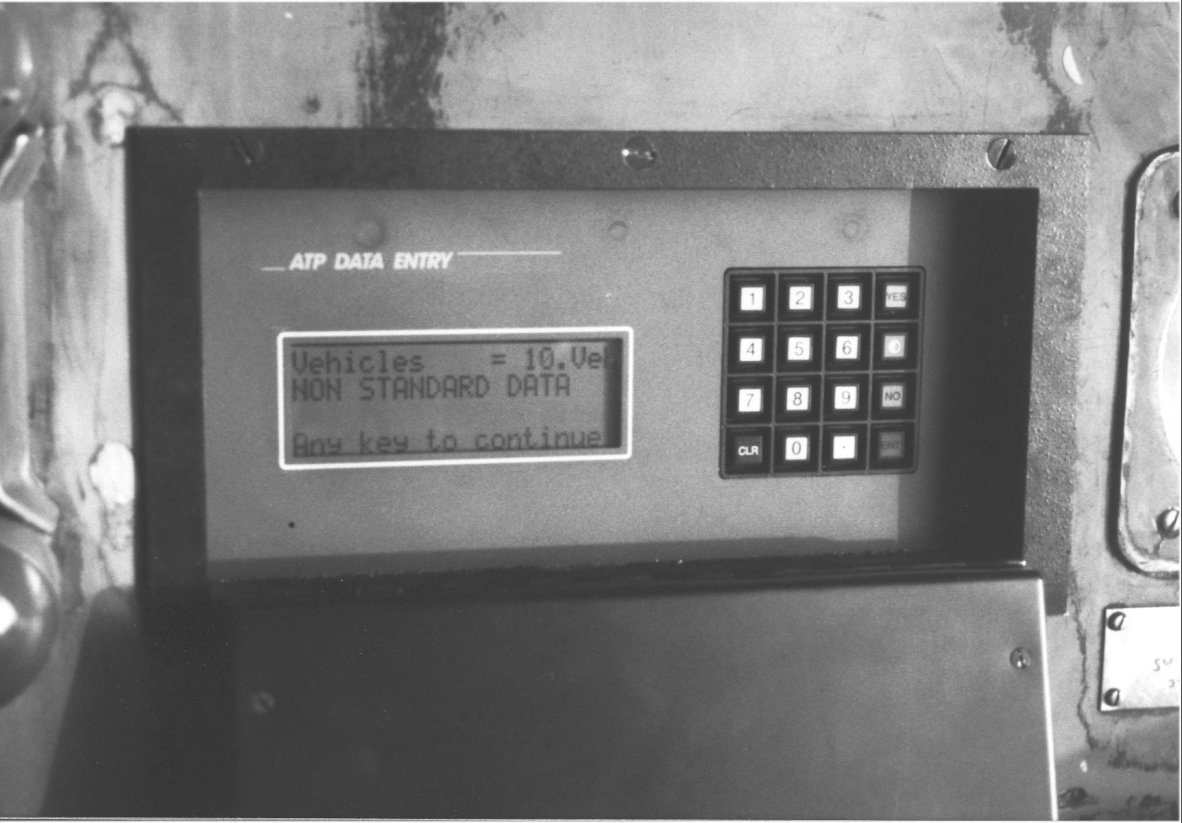 ATP DATA ENTRY
Vehicles = 10.Ve
NON STANDARD DATA
Any key to continue
1 2 3 YES
4 5 6
7 8 9 NO
CLR 0 . ENT